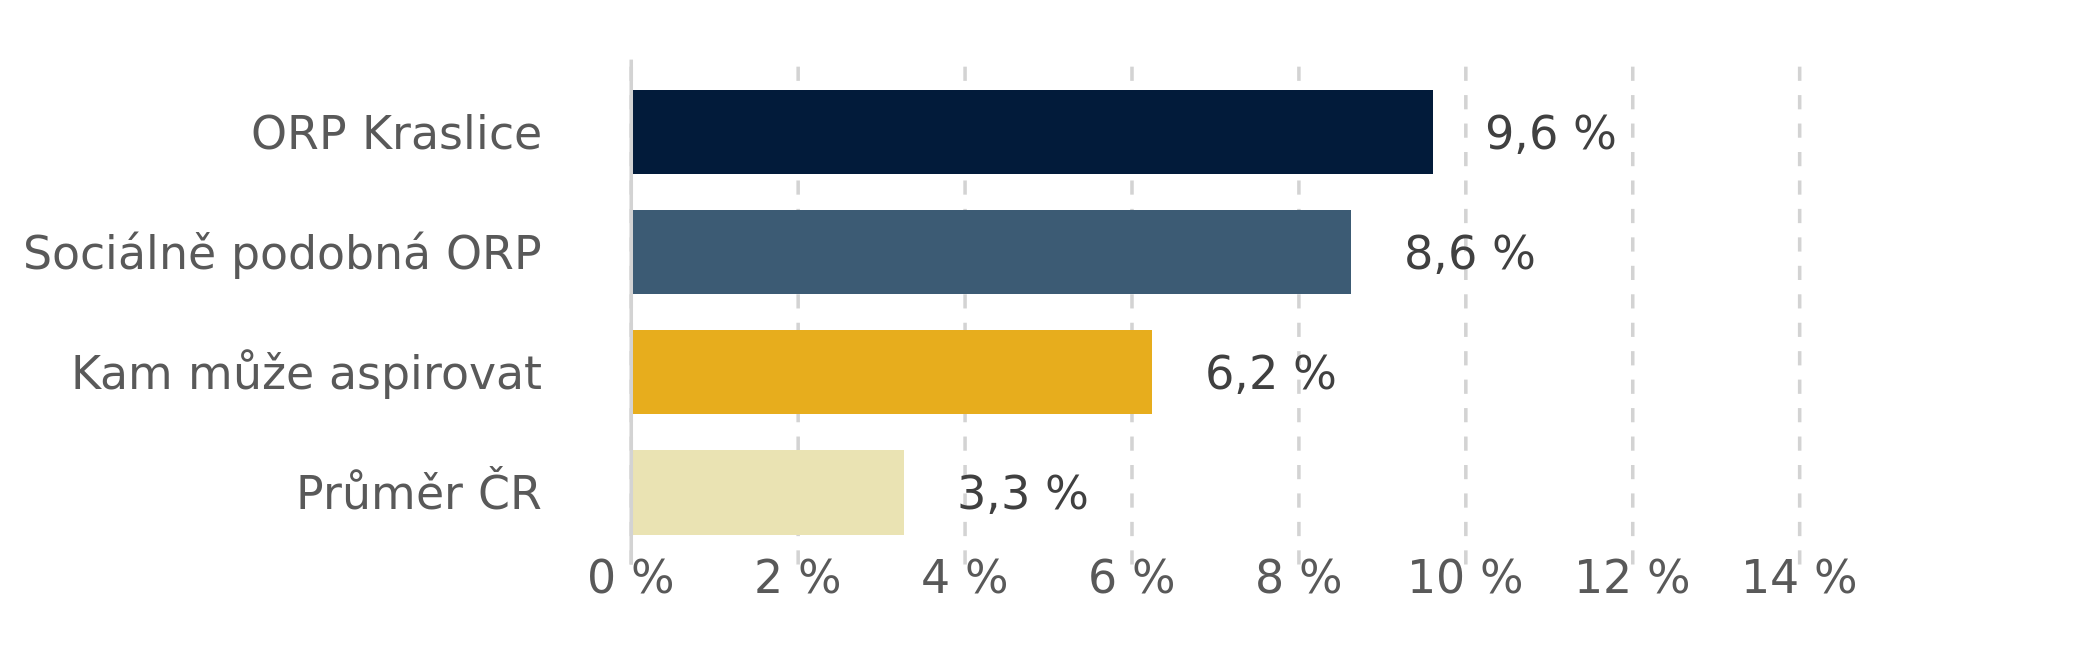 ORP Kraslice 9,6 %
Sociálně podobná ORP 8,6 %
Kam může aspirovat 6,2 %
Průměr ČR 3,3 %
0 % 2 % 4 % 6 % 8 % 10 % 12 % 14 %